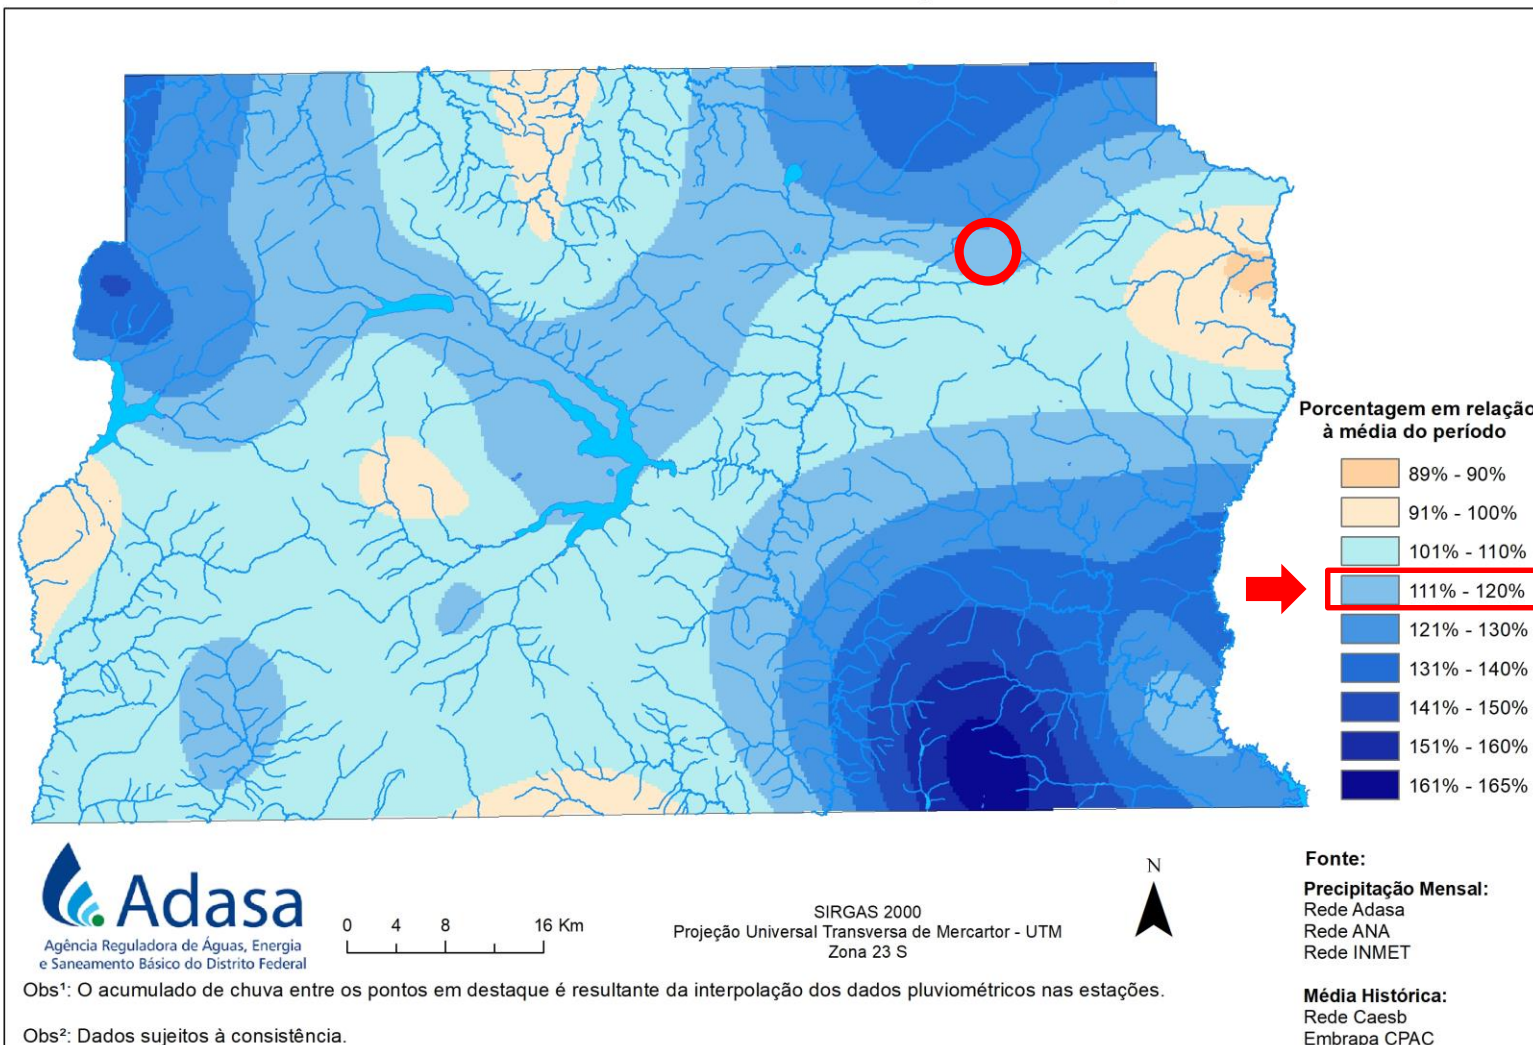 Porcentagem em relação
à média do período
89% - 90%
91% - 100%
101% - 110%
111% - 120%
121% - 130%
131% - 140%
141% - 150%
151% - 160%
161% - 165%
Adasa
Agência Reguladora de Águas, Energia
e Saneamento Básico do Distrito Federal
0 4 8 16 Km
SIRGAS 2000
Projeção Universal Transversa de Mercartor - UTM
Zona 23 S
N
Fonte:
Precipitação Mensal:
Rede Adasa
Rede ANA
Rede INMET
Média Histórica:
Rede Caesb
Embrapa CPAC
Obs¹: O acumulado de chuva entre os pontos em destaque é resultante da interpolação dos dados pluviométricos nas estações.
Obs²: Dados sujeitos à consistência.